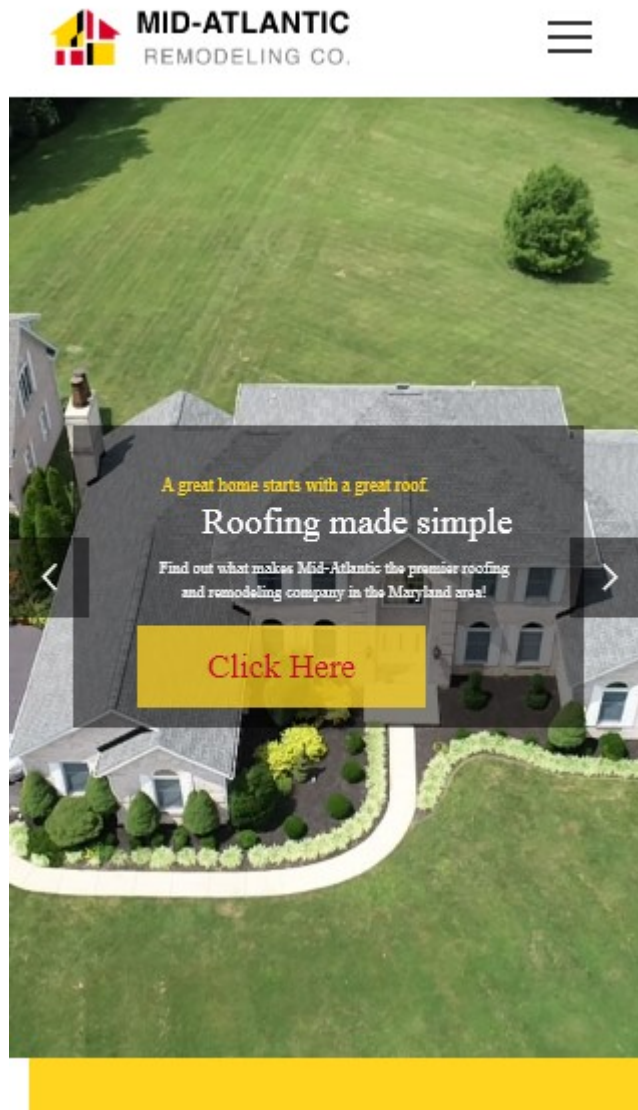 MID-ATLANTIC
REMODELING CO.
A great home starts with a great roof.
Roofing made simple
Find out what makes Mid-Atlantic the premier roofing
and remodeling company in the Maryland area!
Click Here